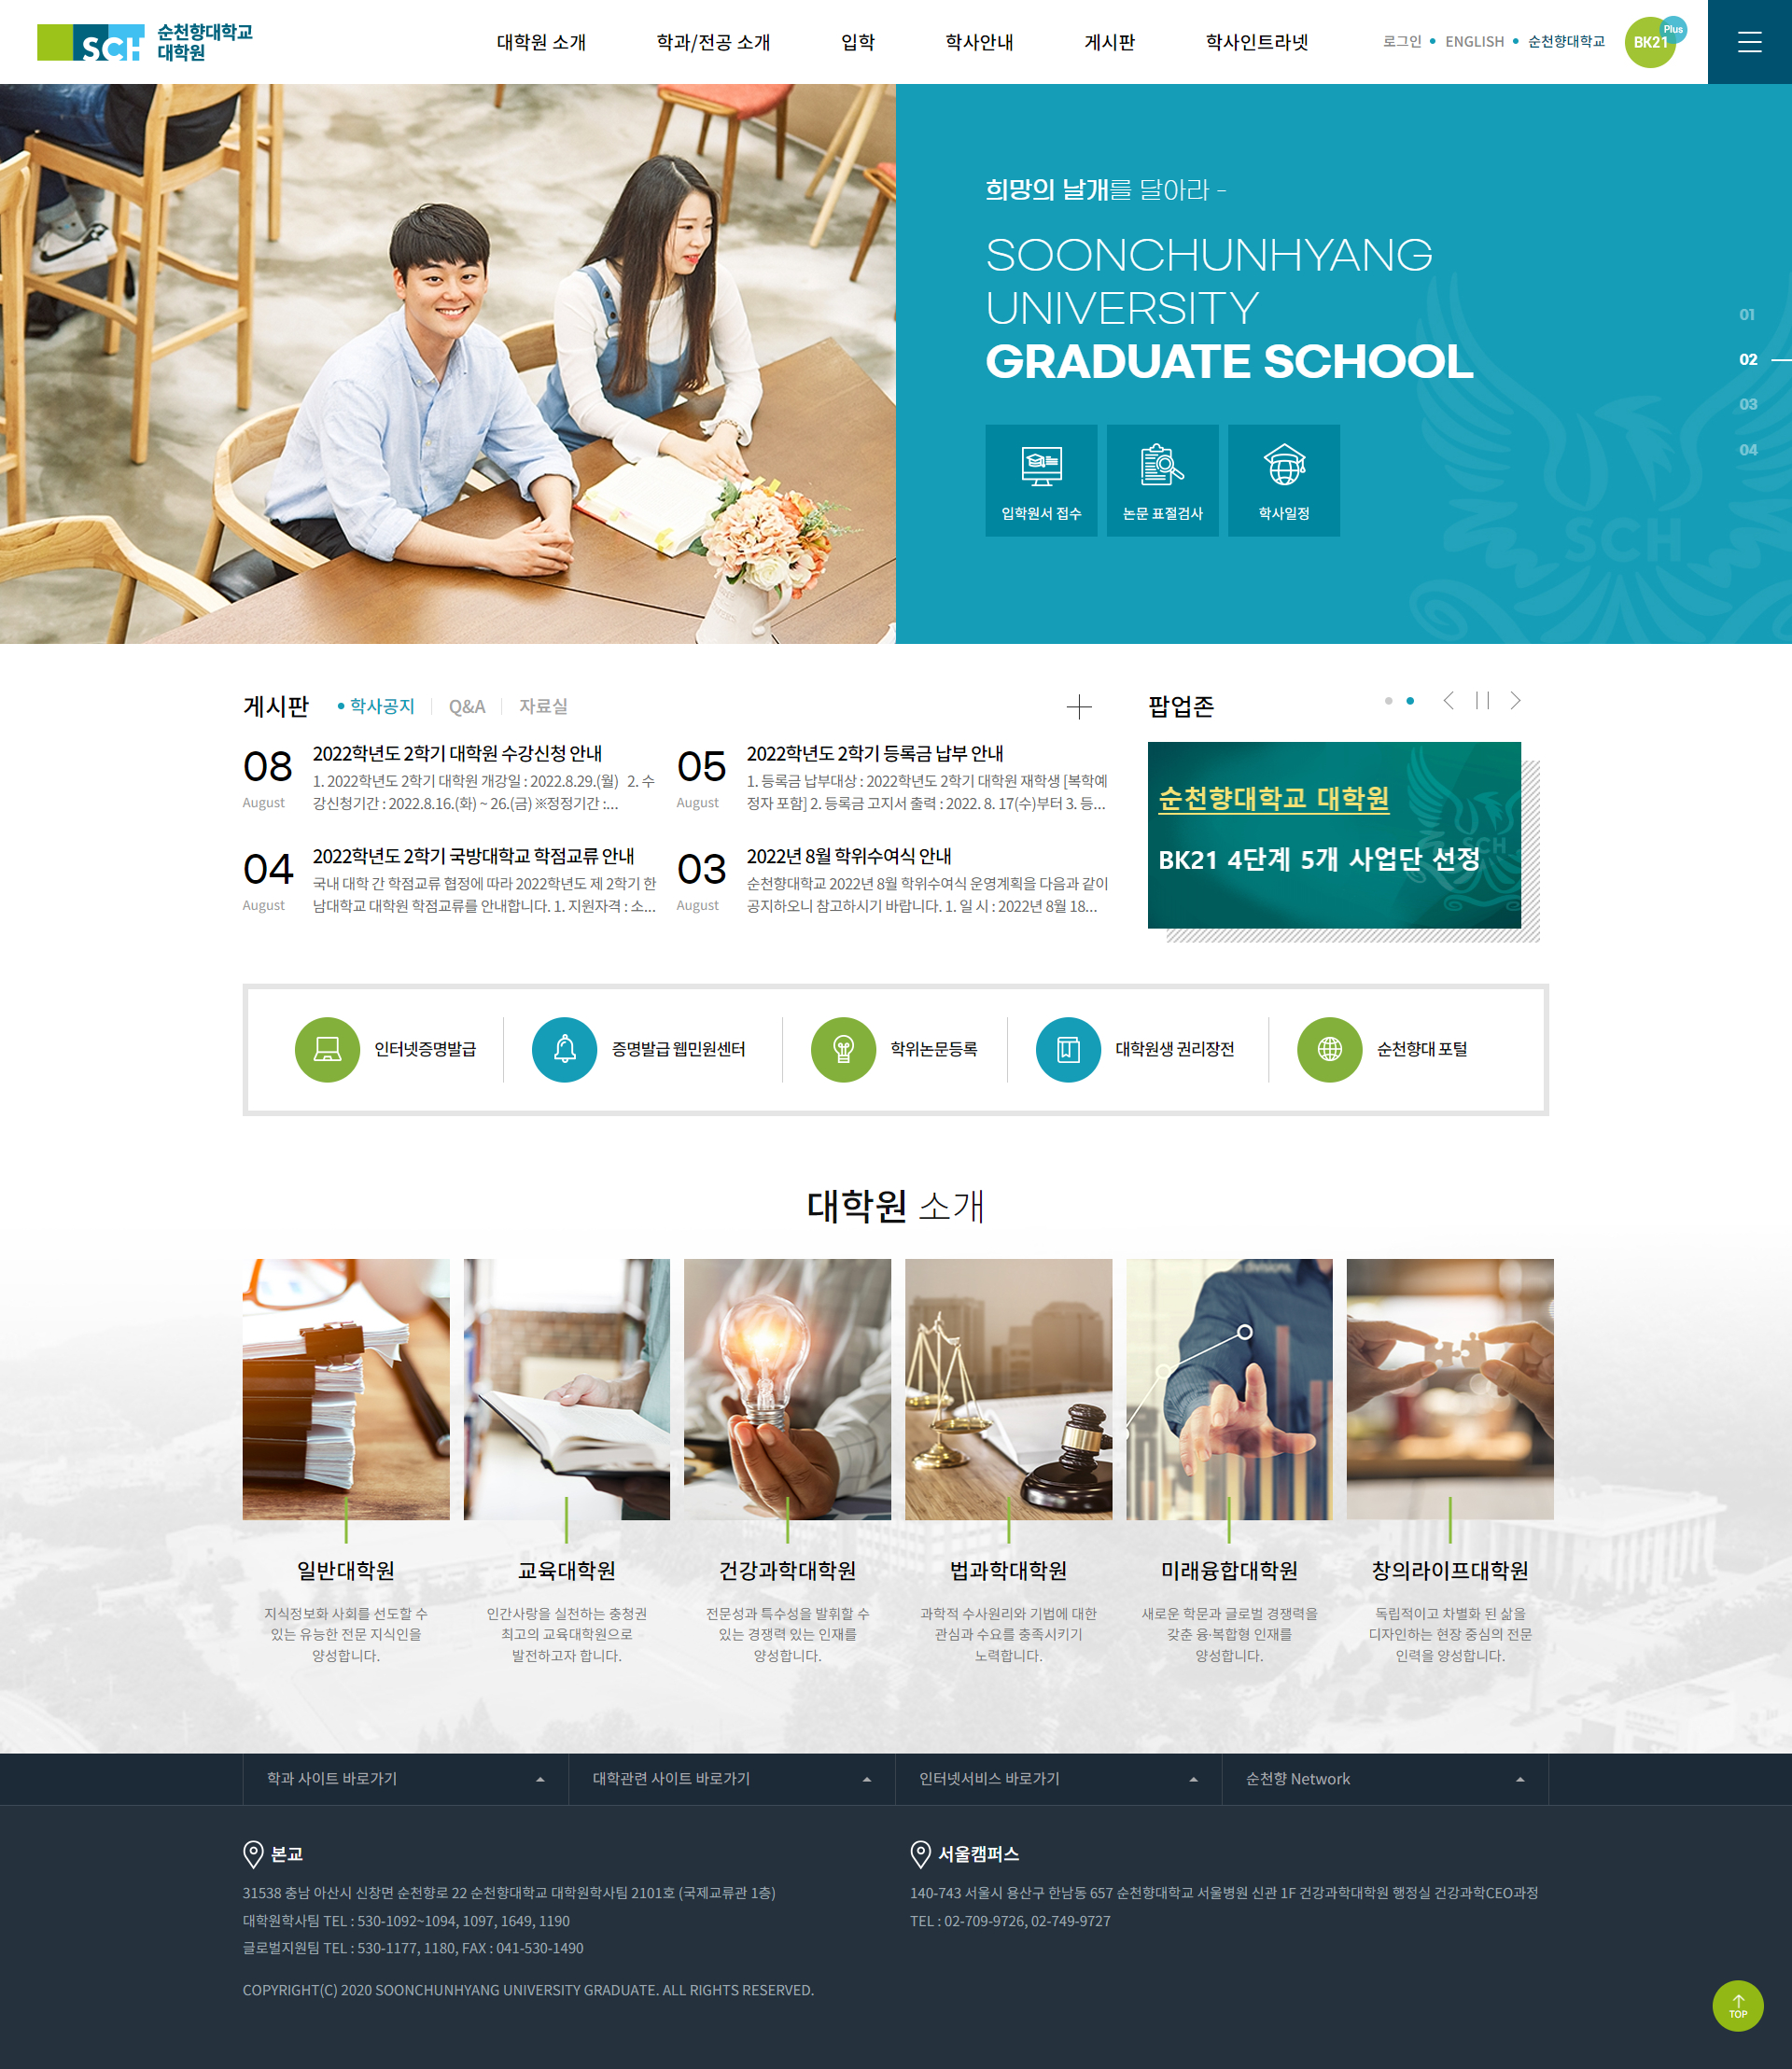 SCH 순천향대학교
대학원
대학원 소개 학과/전공 소개 입학 학사안내 게시판 학사인트라넷
로그인 ENGLISH 순천향대학교 BK21 Plus
희망의 날개를 달아라 -
SOONCHUNHYANG
UNIVERSITY
GRADUATE SCHOOL
01
02
03
04
입학원서 접수 논문 표절검사 학사일정
SCH
게시판 학사공지 Q&A 자료실
08 August
2022학년도 2학기 대학원 수강신청 안내
1. 2022학년도 2학기 대학원 개강일 : 2022.8.29.(월) 2. 수
강신청기간 : 2022.8.16.(화) ~ 26.(금) ※정정기간 :...
05 August
2022학년도 2학기 등록금 납부 안내
1. 등록금 납부대상 : 2022학년도 2학기 대학원 재학생 [복학예
정자 포함] 2. 등록금 고지서 출력 : 2022. 8. 17(수)부터 3. 등...
04 August
2022학년도 2학기 국방대학교 학점교류 안내
국내 대학 간 학점교류 협정에 따라 2022학년도 제 2학기 한
남대학교 대학원 학점교류를 안내합니다. 1. 지원자격 : 소...
03 August
2022년 8월 학위수여식 안내
순천향대학교 2022년 8월 학위수여식 운영계획을 다음과 같이
공지하오니 참고하시기 바랍니다. 1. 일 시 : 2022년 8월 18...
팝업존
순천향대학교 대학원
BK21 4단계 5개 사업단 선정
SCH
인터넷증명발급 증명발급 웹민원센터 학위논문등록 대학원생 권리장전 순천향대 포털
대학원 소개
n divisions.
일반대학원
지식정보화 사회를 선도할 수
있는 유능한 전문 지식인을
양성합니다.
교육대학원
인간사랑을 실천하는 충청권
최고의 교육대학원으로
발전하고자 합니다.
건강과학대학원
전문성과 특수성을 발휘할 수
있는 경쟁력 있는 인재를
양성합니다.
법과학대학원
과학적 수사원리와 기법에 대한
관심과 수요를 충족시키기
노력합니다.
미래융합대학원
새로운 학문과 글로벌 경쟁력을
갖춘 융·복합형 인재를
양성합니다.
창의라이프대학원
독립적이고 차별화 된 삶을
디자인하는 현장 중심의 전문
인력을 양성합니다.
학과 사이트 바로가기 대학관련 사이트 바로가기 인터넷서비스 바로가기 순천향 Network
본교
31538 충남 아산시 신창면 순천향로 22 순천향대학교 대학원학사팀 2101호 (국제교류관 1층)
대학원학사팀 TEL : 530-1092~1094, 1097, 1649, 1190
글로벌지원팀 TEL : 530-1177, 1180, FAX : 041-530-1490
서울캠퍼스
140-743 서울시 용산구 한남동 657 순천향대학교 서울병원 신관 1F 건강과학대학원 행정실 건강과학CEO과정
TEL : 02-709-9726, 02-749-9727
COPYRIGHT(C) 2020 SOONCHUNHYANG UNIVERSITY GRADUATE. ALL RIGHTS RESERVED.
TOP